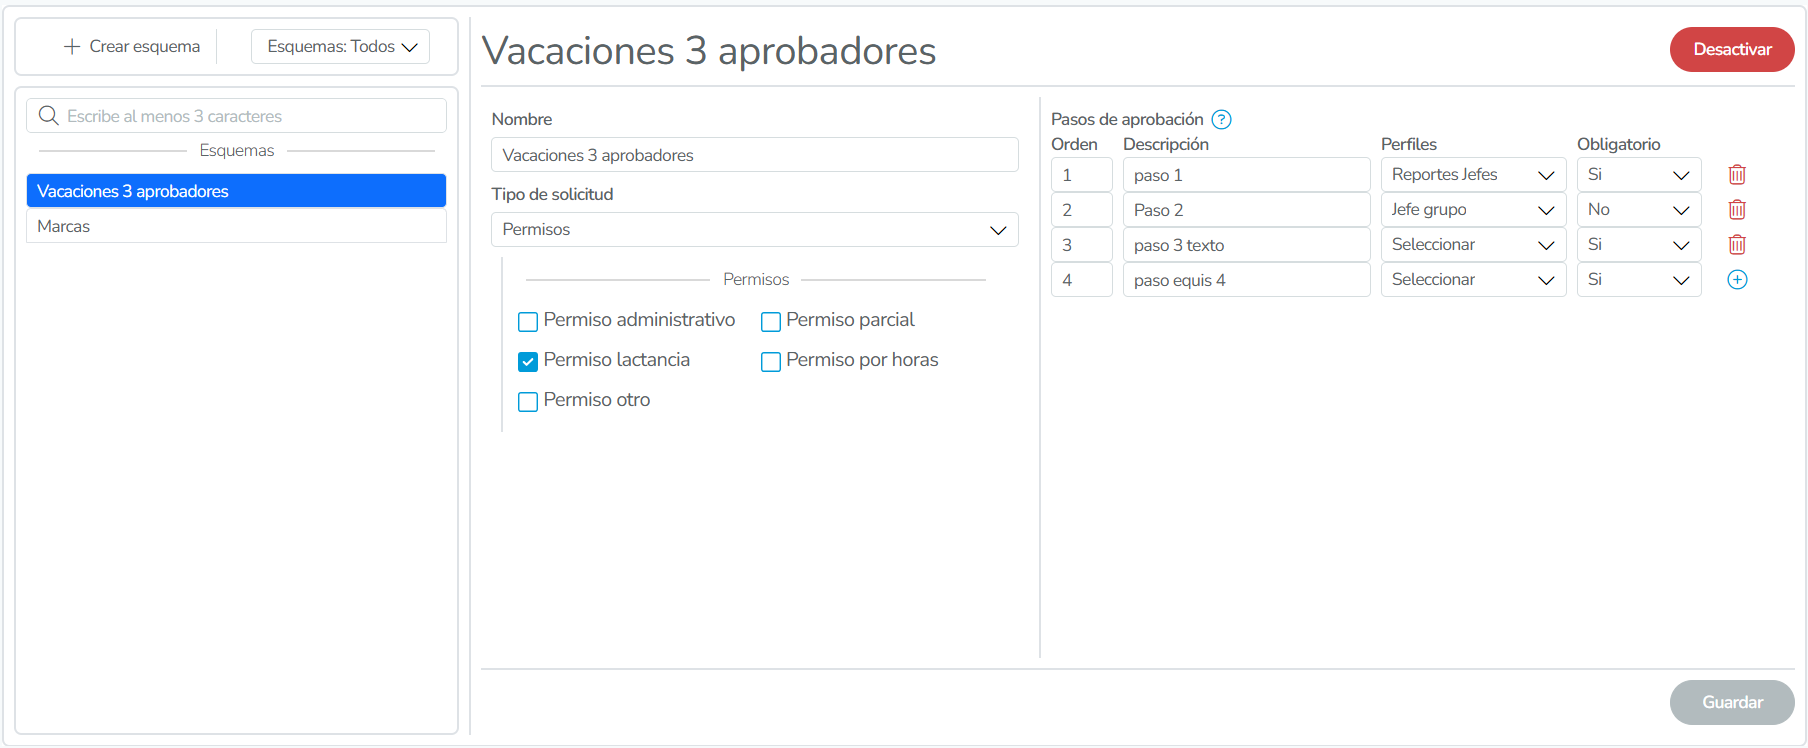 Crear esquema
Esquemas: Todos
Escribe al menos 3 caracteres
Esquemas
Vacaciones 3 aprobadores
Marcas
Vacaciones 3 aprobadores
Desactivar
Nombre
Vacaciones 3 aprobadores
Tipo de solicitud
Permisos
Permisos
Permiso administrativo
Permiso parcial
Permiso lactancia
Permiso por horas
Permiso otro
Pasos de aprobación ?
Orden Descripción Perfiles Obligatorio
1 paso 1 Reportes Jefes Si
2 Paso 2 Jefe grupo No
3 paso 3 texto Seleccionar Si
4 paso equis 4 Seleccionar Si
Guardar